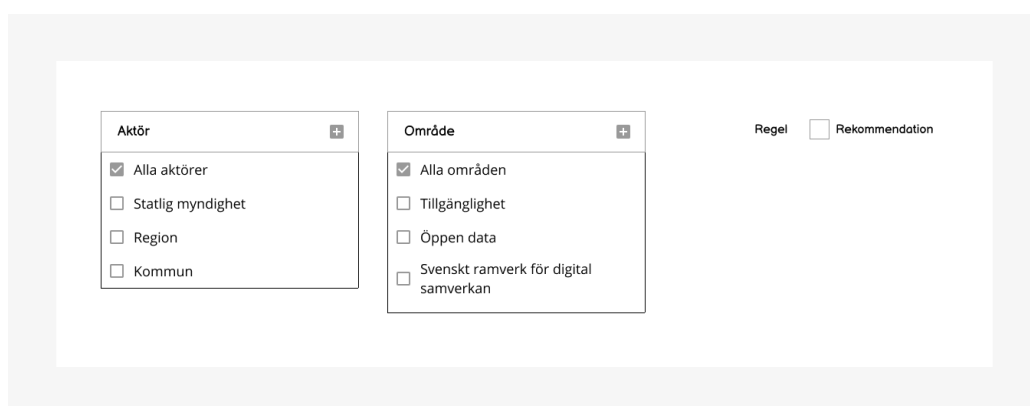 Aktör
Alla aktörer
Statlig myndighet
Region
Kommun
Område
Alla områden
Tillgänglighet
Öppen data
Svenskt ramverk för digital
samverkan
Regel
Rekommendation